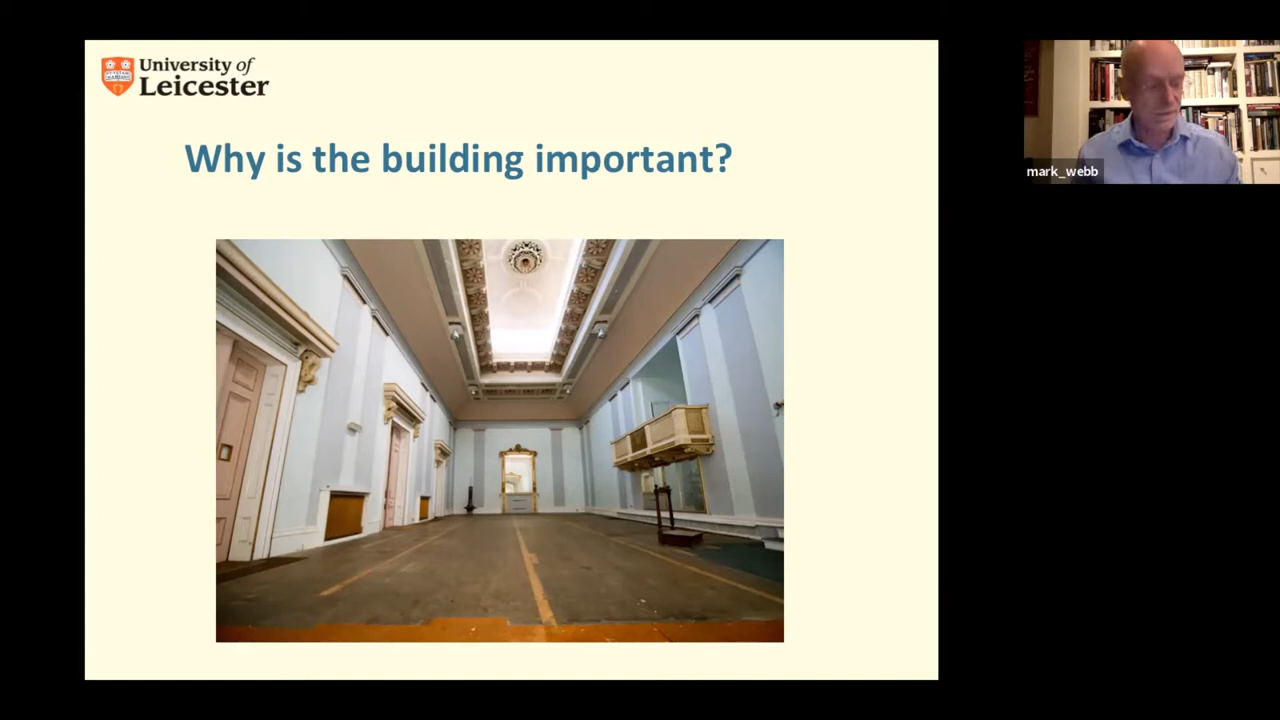 University of
Leicester
Why is the building important?
mark_webb